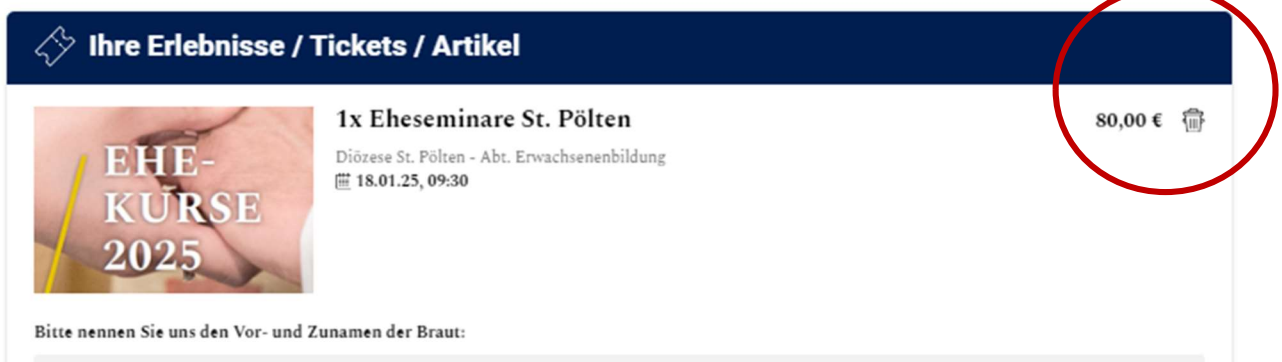 Ihre Erlebnisse / Tickets / Artikel
EHE-
KURSE
2025
1x Eheseminare St. Pölten
80,00 €
Diözese St. Pölten - Abt. Erwachsenenbildung
18.01.25, 09:30
Bitte nennen Sie uns den Vor- und Zunamen der Braut: